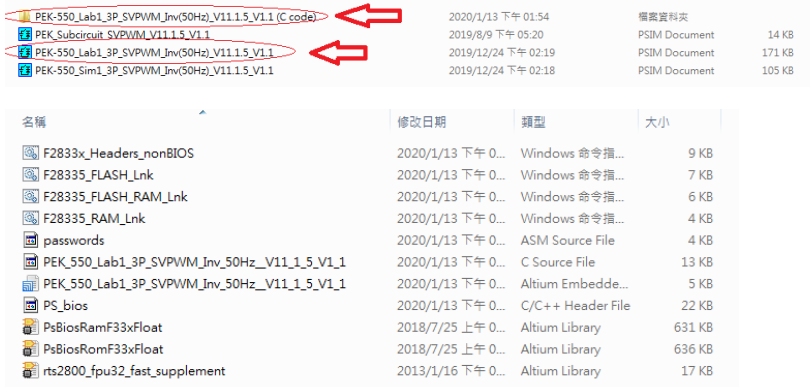 PEK-550_Lab1_3P_SVPWM_Inv(50Hz)_V11.1.5_V1.1 (C code) 2020/1/13 下午 01:54 檔案資料夾
PEK_Subcircuit_SVPWM_V11.1.5_V1.1 2019/8/9 下午 05:20 PSIM Document 14 KB
PEK-550_Lab1_3P_SVPWM_Inv(50Hz)_V11.1.5_V1.1 2019/12/24 下午 02:19 PSIM Document 171 KB
PEK-550_Sim1_3P_SVPWM_Inv(50Hz)_V11.1.5_V1.1 2019/12/24 下午 02:18 PSIM Document 105 KB
名稱 修改日期 類型 大小
F2833x_Headers_nonBIOS 2020/1/13 下午 0... Windows 命令指... 9 KB
F28335_FLASH_Lnk 2020/1/13 下午 0... Windows 命令指... 7 KB
F28335_FLASH_RAM_Lnk 2020/1/13 下午 0... Windows 命令指... 6 KB
F28335_RAM_Lnk 2020/1/13 下午 0... Windows 命令指... 4 KB
passwords 2020/1/13 下午 0... ASM Source File 4 KB
PEK_550_Lab1_3P_SVPWM_Inv_50Hz__V11_1_5_V1_1 2020/1/13 下午 0... C Source File 13 KB
PEK_550_Lab1_3P_SVPWM_Inv_50Hz__V11_1_5_V1_1 2020/1/13 下午 0... Altium Embedde... 5 KB
PS_bios 2020/1/13 下午 0... C/C++ Header File 22 KB
PsBiosRamF33xFloat 2018/7/25 上午 0... Altium Library 631 KB
PsBiosRomF33xFloat 2018/7/25 上午 0... Altium Library 636 KB
rts2800_fpu32_fast_supplement 2013/1/16 下午 0... Altium Library 17 KB